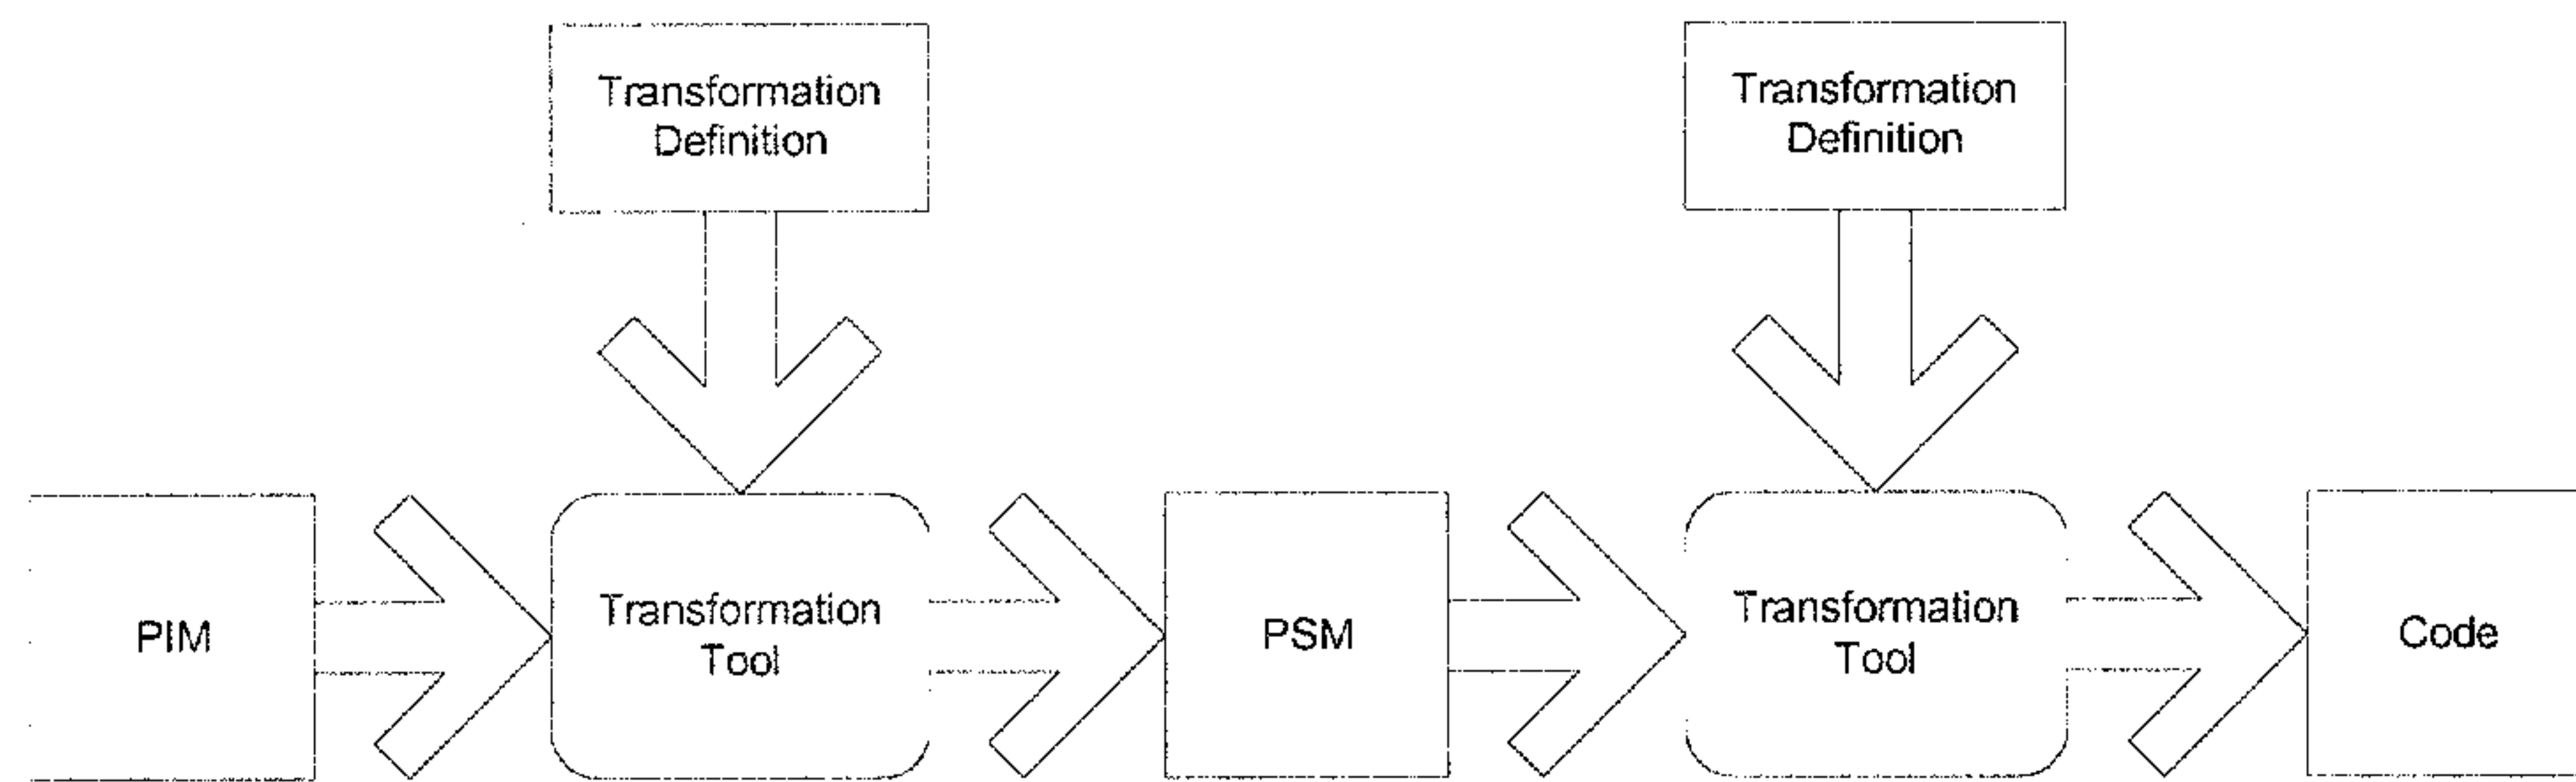 Transformation
Definition
Transformation
Definition
PIM
Transformation
Tool
PSM
Transformation
Tool
Code